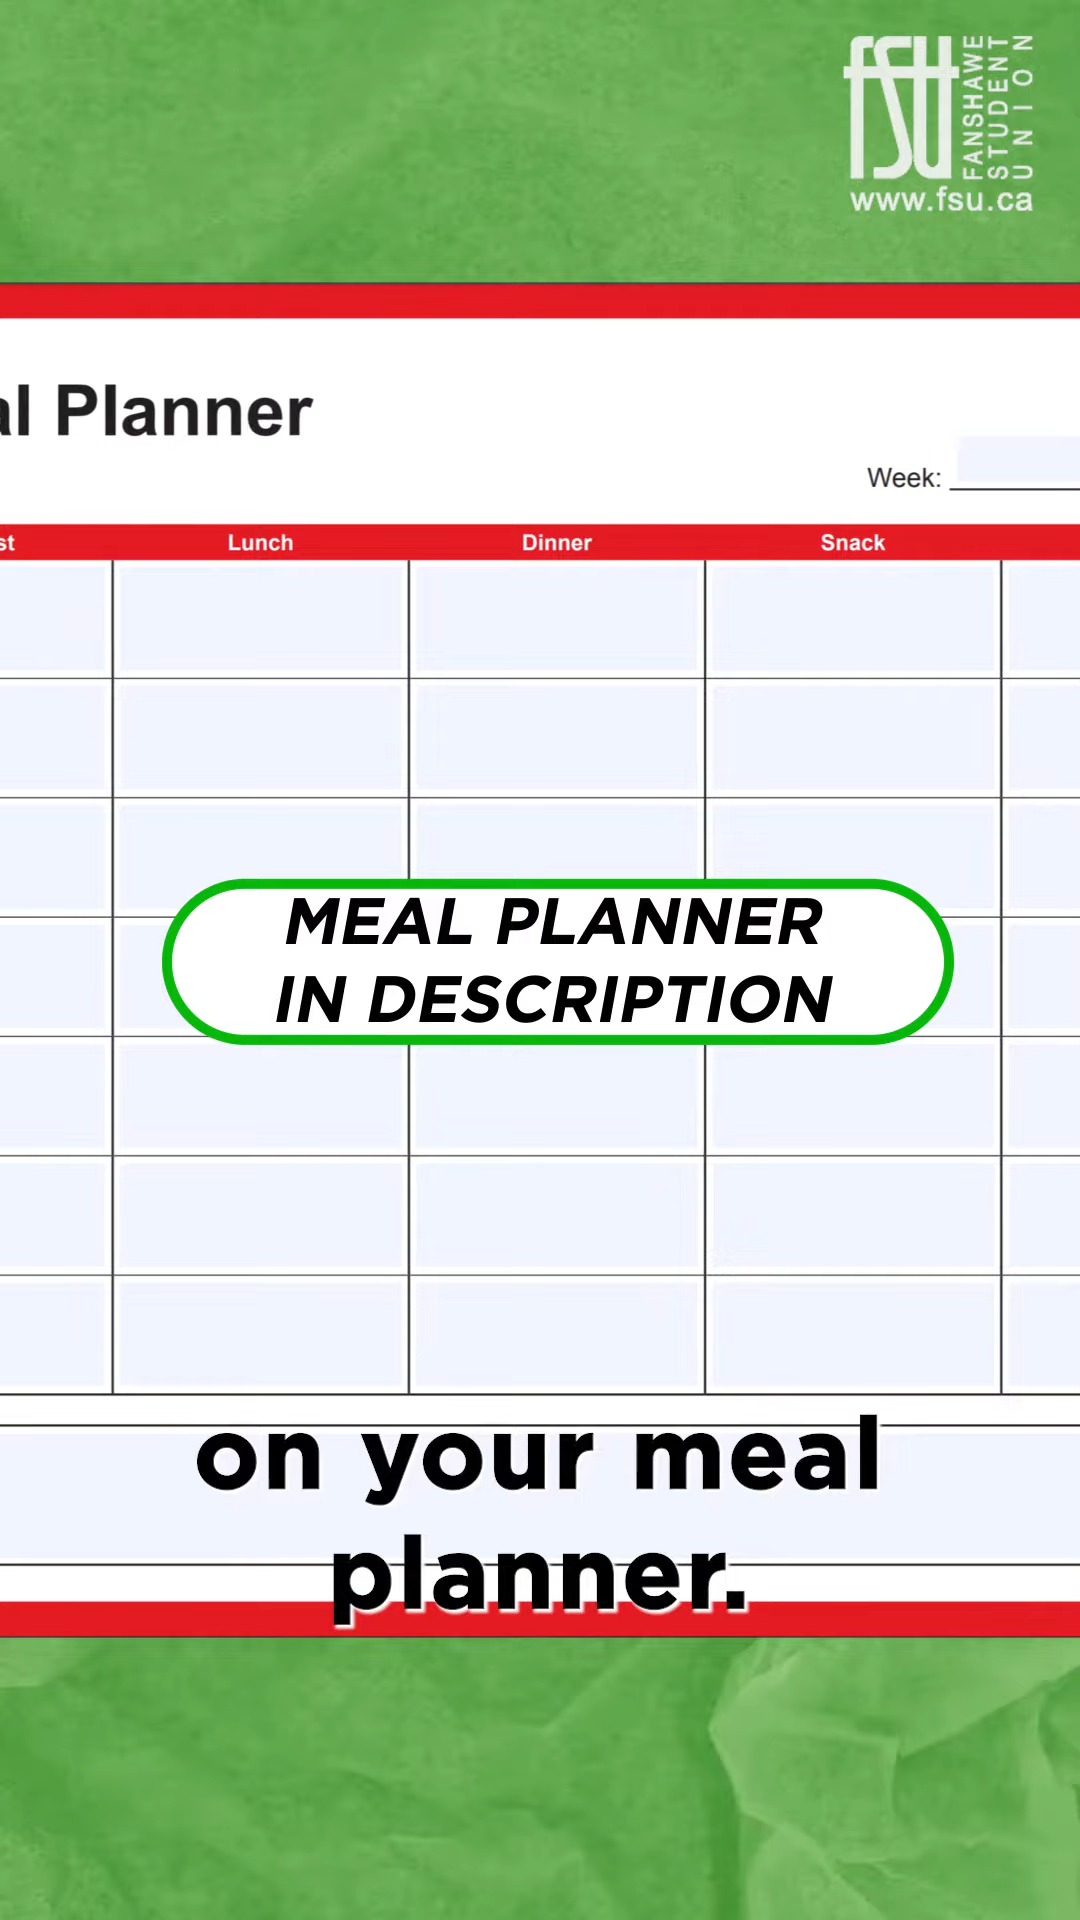 fsu
FANSHAWE
STUDENT
UNION
www.fsu.ca
al Planner
Week:
st
Lunch
Dinner
Snack
MEAL PLANNER
IN DESCRIPTION
on your meal
planner.